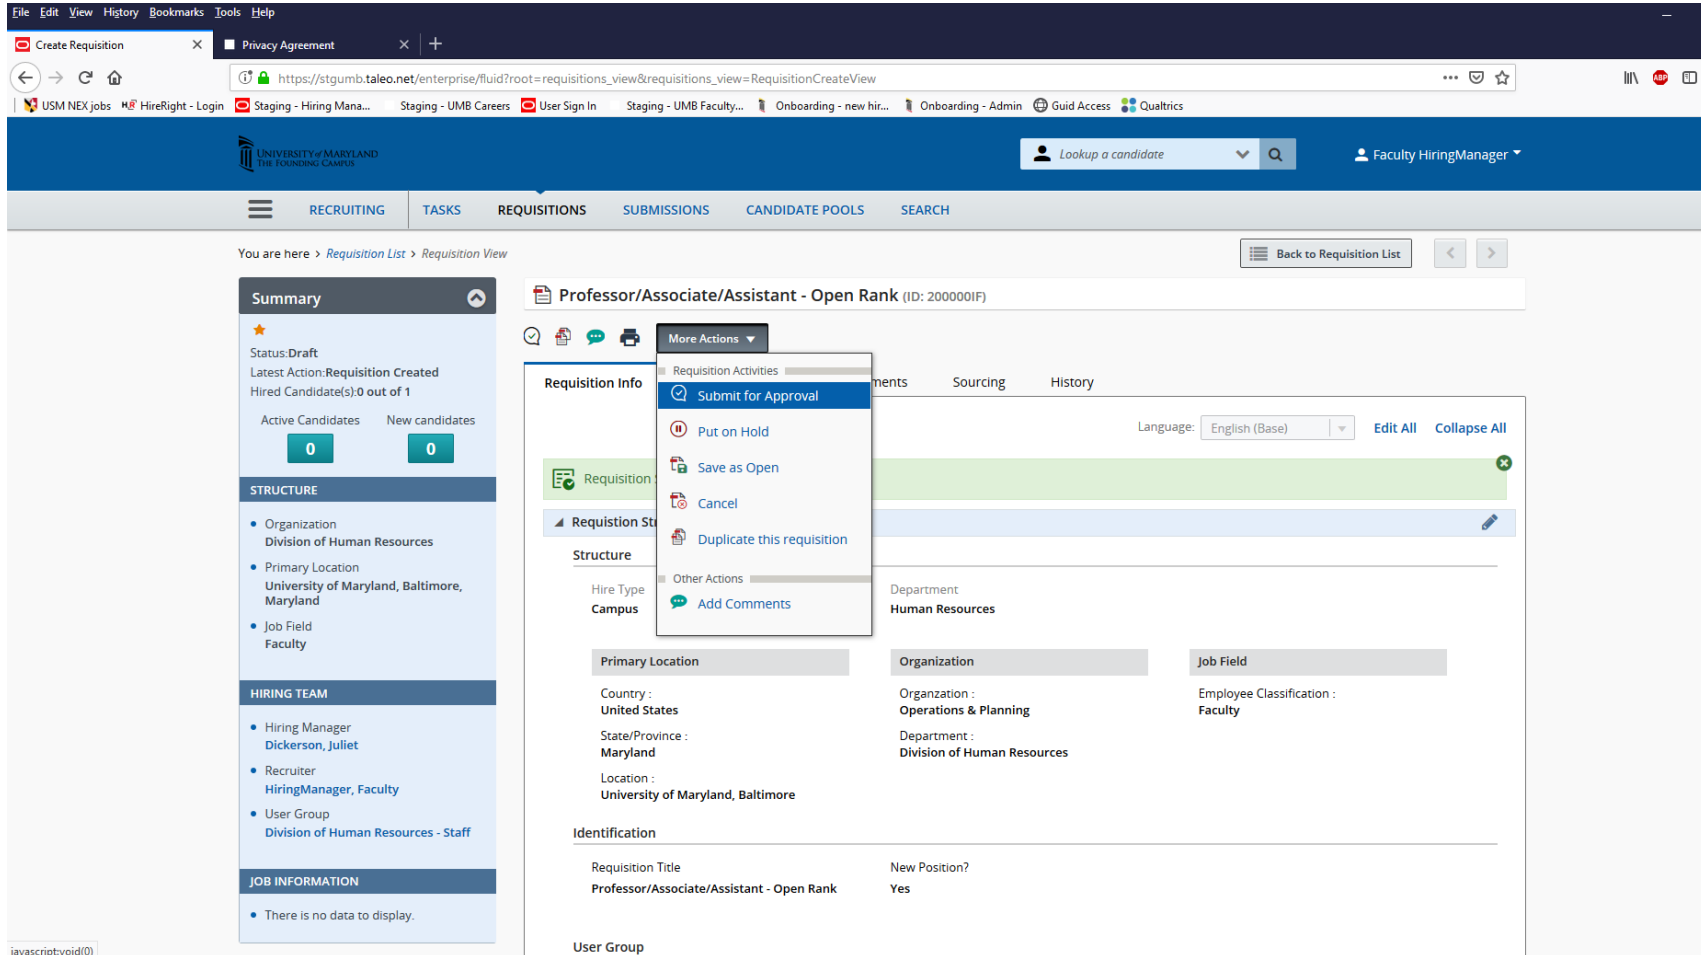 File Edit View History Bookmarks Tools Help
Create Requisition
Privacy Agreement
https://stgumb.taleo.net/enterprise/fluid?root=requisitions_view&requisitions_view=RequisitionCreateView
ABP
USM NEX jobs HireRight - Login Staging - Hiring Mana... Staging - UMB Careers User Sign In Staging - UMB Faculty... Onboarding - new hir... Onboarding - Admin Guid Access Qualtrics
UNIVERSITY of MARYLAND
THE FOUNDING CAMPUS
Lookup a candidate
Faculty HiringManager
RECRUITING TASKS REQUISITIONS SUBMISSIONS CANDIDATE POOLS SEARCH
You are here > Requisition List > Requisition View
Back to Requisition List
Summary
Status:Draft
Latest Action:Requisition Created
Hired Candidate(s):0 out of 1
Active Candidates New candidates
0 0
STRUCTURE
Organization
Division of Human Resources
Primary Location
University of Maryland, Baltimore,
Maryland
Job Field
Faculty
HIRING TEAM
Hiring Manager
Dickerson, Juliet
Recruiter
HiringManager, Faculty
User Group
Division of Human Resources - Staff
JOB INFORMATION
There is no data to display.
javascript:void(0)
Professor/Associate/Assistant - Open Rank (ID: 200000IF)
More Actions
Requisition Activities
Submit for Approval
Put on Hold
Save as Open
Cancel
Duplicate this requisition
Other Actions
Add Comments
Requisition Info ments Sourcing History
Language: English (Base) Edit All Collapse All
Requisition
Requistion St
Structure
Hire Type
Campus
Department
Human Resources
Primary Location
Country :
United States
State/Province :
Maryland
Location :
University of Maryland, Baltimore
Organization
Organzation :
Operations & Planning
Department :
Division of Human Resources
Job Field
Employee Classification :
Faculty
Identification
Requisition Title
Professor/Associate/Assistant - Open Rank
New Position?
Yes
User Group